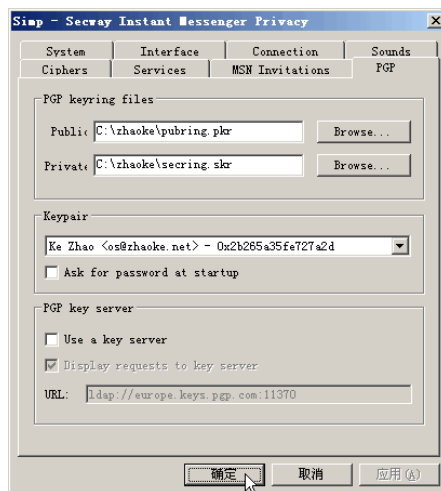 Simp - Secway Instant Messenger Privacy
System Interface Connection Sounds
Ciphers Services MSN Invitations PGP
PGP keyring files
Public C:\zhaoke\pubring.pkr Browse...
Private C:\zhaoke\secring.skr Browse...
Keypair
Ke Zhao <os@zhaoke.net> - 0x2b265a35fe727a2d
Ask for password at startup
PGP key server
Use a key server
Display requests to key server
URL: ldap://europe.keys.pgp.com:11370
确定 取消 应用(A)